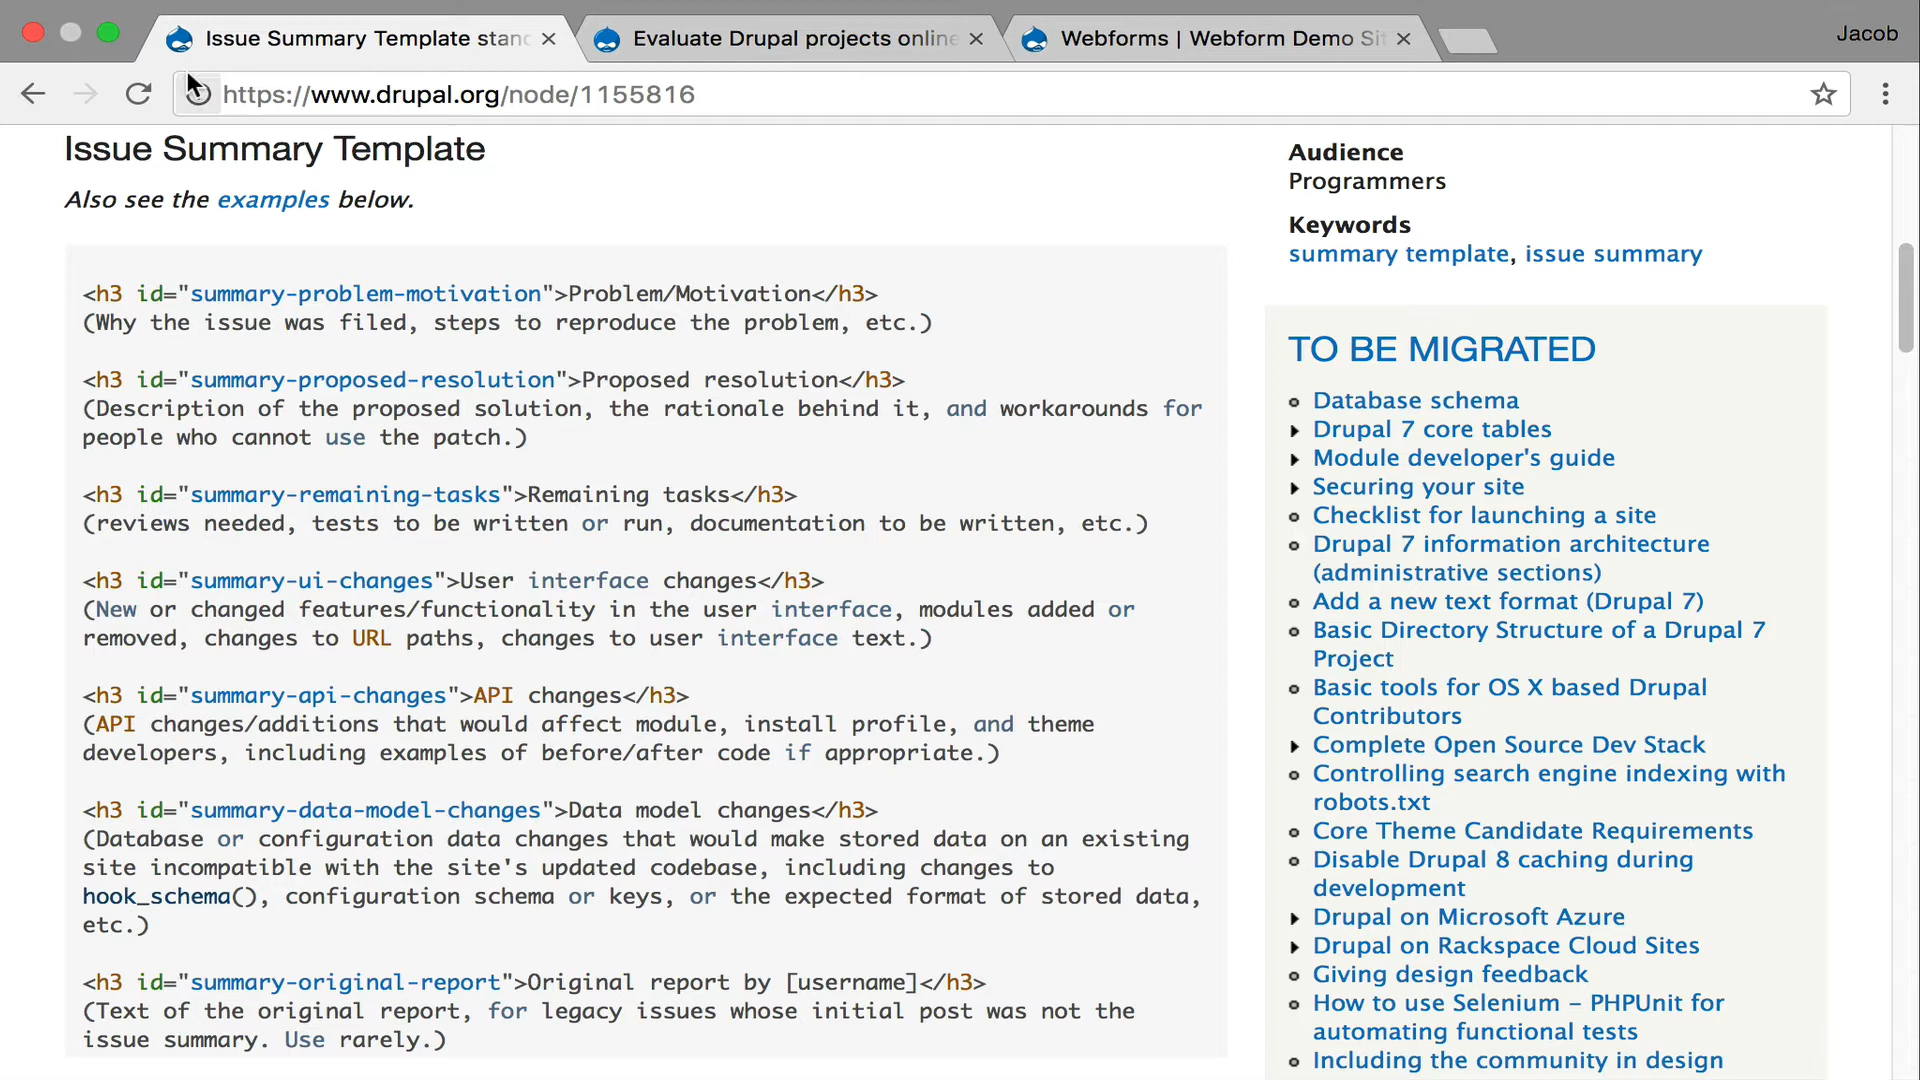 Issue Summary Template stand
Evaluate Drupal projects online
Webforms | Webform Demo Sit
Jacob
https://www.drupal.org/node/1155816
Issue Summary Template
Also see the examples below.
<h3 id="summary-problem-motivation">Problem/Motivation</h3>
(Why the issue was filed, steps to reproduce the problem, etc.)
<h3 id="summary-proposed-resolution">Proposed resolution</h3>
(Description of the proposed solution, the rationale behind it, and workarounds for
people who cannot use the patch.)
<h3 id="summary-remaining-tasks">Remaining tasks</h3>
(reviews needed, tests to be written or run, documentation to be written, etc.)
<h3 id="summary-ui-changes">User interface changes</h3>
(New or changed features/functionality in the user interface, modules added or
removed, changes to URL paths, changes to user interface text.)
<h3 id="summary-api-changes">API changes</h3>
(API changes/additions that would affect module, install profile, and theme
developers, including examples of before/after code if appropriate.)
<h3 id="summary-data-model-changes">Data model changes</h3>
(Database or configuration data changes that would make stored data on an existing
site incompatible with the site's updated codebase, including changes to
hook_schema(), configuration schema or keys, or the expected format of stored data,
etc.)
<h3 id="summary-original-report">Original report by [username]</h3>
(Text of the original report, for legacy issues whose initial post was not the
issue summary. Use rarely.)
Audience
Programmers
Keywords
summary template, issue summary
TO BE MIGRATED
Database schema
Drupal 7 core tables
Module developer's guide
Securing your site
Checklist for launching a site
Drupal 7 information architecture
(administrative sections)
Add a new text format (Drupal 7)
Basic Directory Structure of a Drupal 7
Project
Basic tools for OS X based Drupal
Contributors
Complete Open Source Dev Stack
Controlling search engine indexing with
robots.txt
Core Theme Candidate Requirements
Disable Drupal 8 caching during
development
Drupal on Microsoft Azure
Drupal on Rackspace Cloud Sites
Giving design feedback
How to use Selenium – PHPUnit for
automating functional tests
Including the community in design